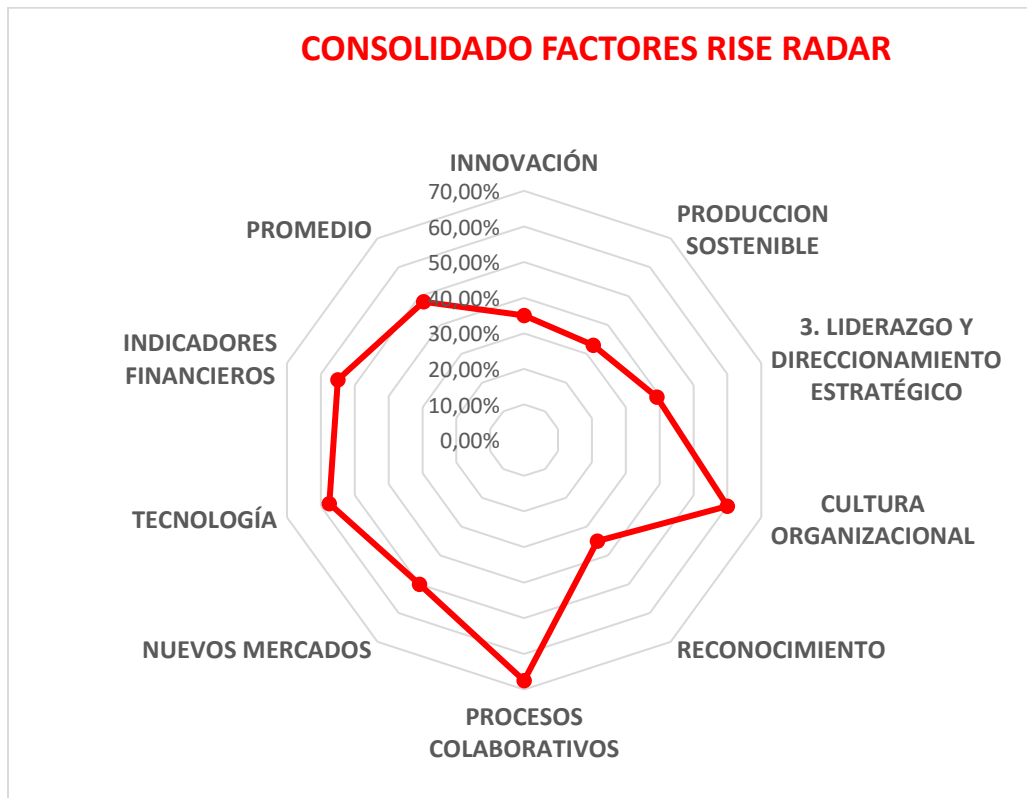 CONSOLIDADO FACTORES RISE RADAR
INNOVACIÓN
70,00%
60,00%
50,00%
40,00%
30,00%
20,00%
10,00%
0,00%
PRODUCCION
SOSTENIBLE
3. LIDERAZGO Y
DIRECCIONAMIENTO
ESTRATÉGICO
CULTURA
ORGANIZACIONAL
RECONOCIMIENTO
PROCESOS
COLABORATIVOS
NUEVOS MERCADOS
TECNOLOGÍA
INDICADORES
FINANCIEROS
PROMEDIO